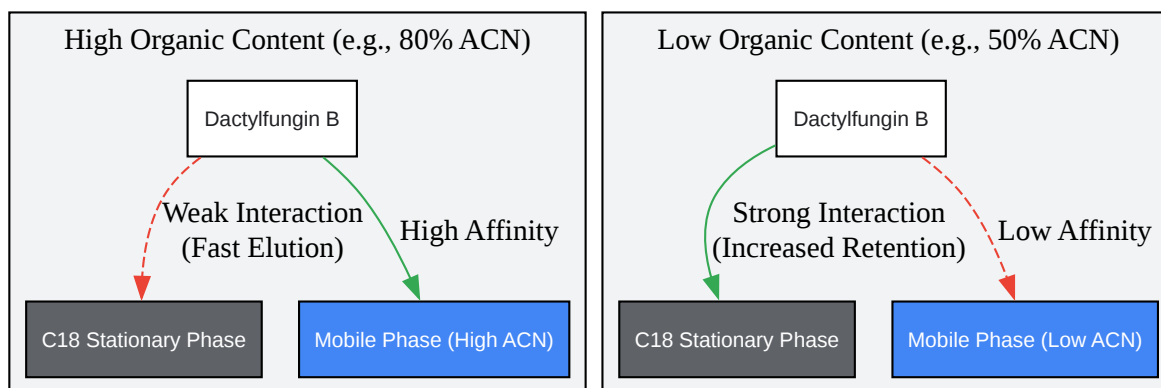 High Organic Content (e.g., 80% ACN)
Dactylfungin B
Weak Interaction
(Fast Elution)
High Affinity
C18 Stationary Phase
Mobile Phase (High ACN)
Low Organic Content (e.g., 50% ACN)
Dactylfungin B
Strong Interaction
(Increased Retention)
Low Affinity
C18 Stationary Phase
Mobile Phase (Low ACN)